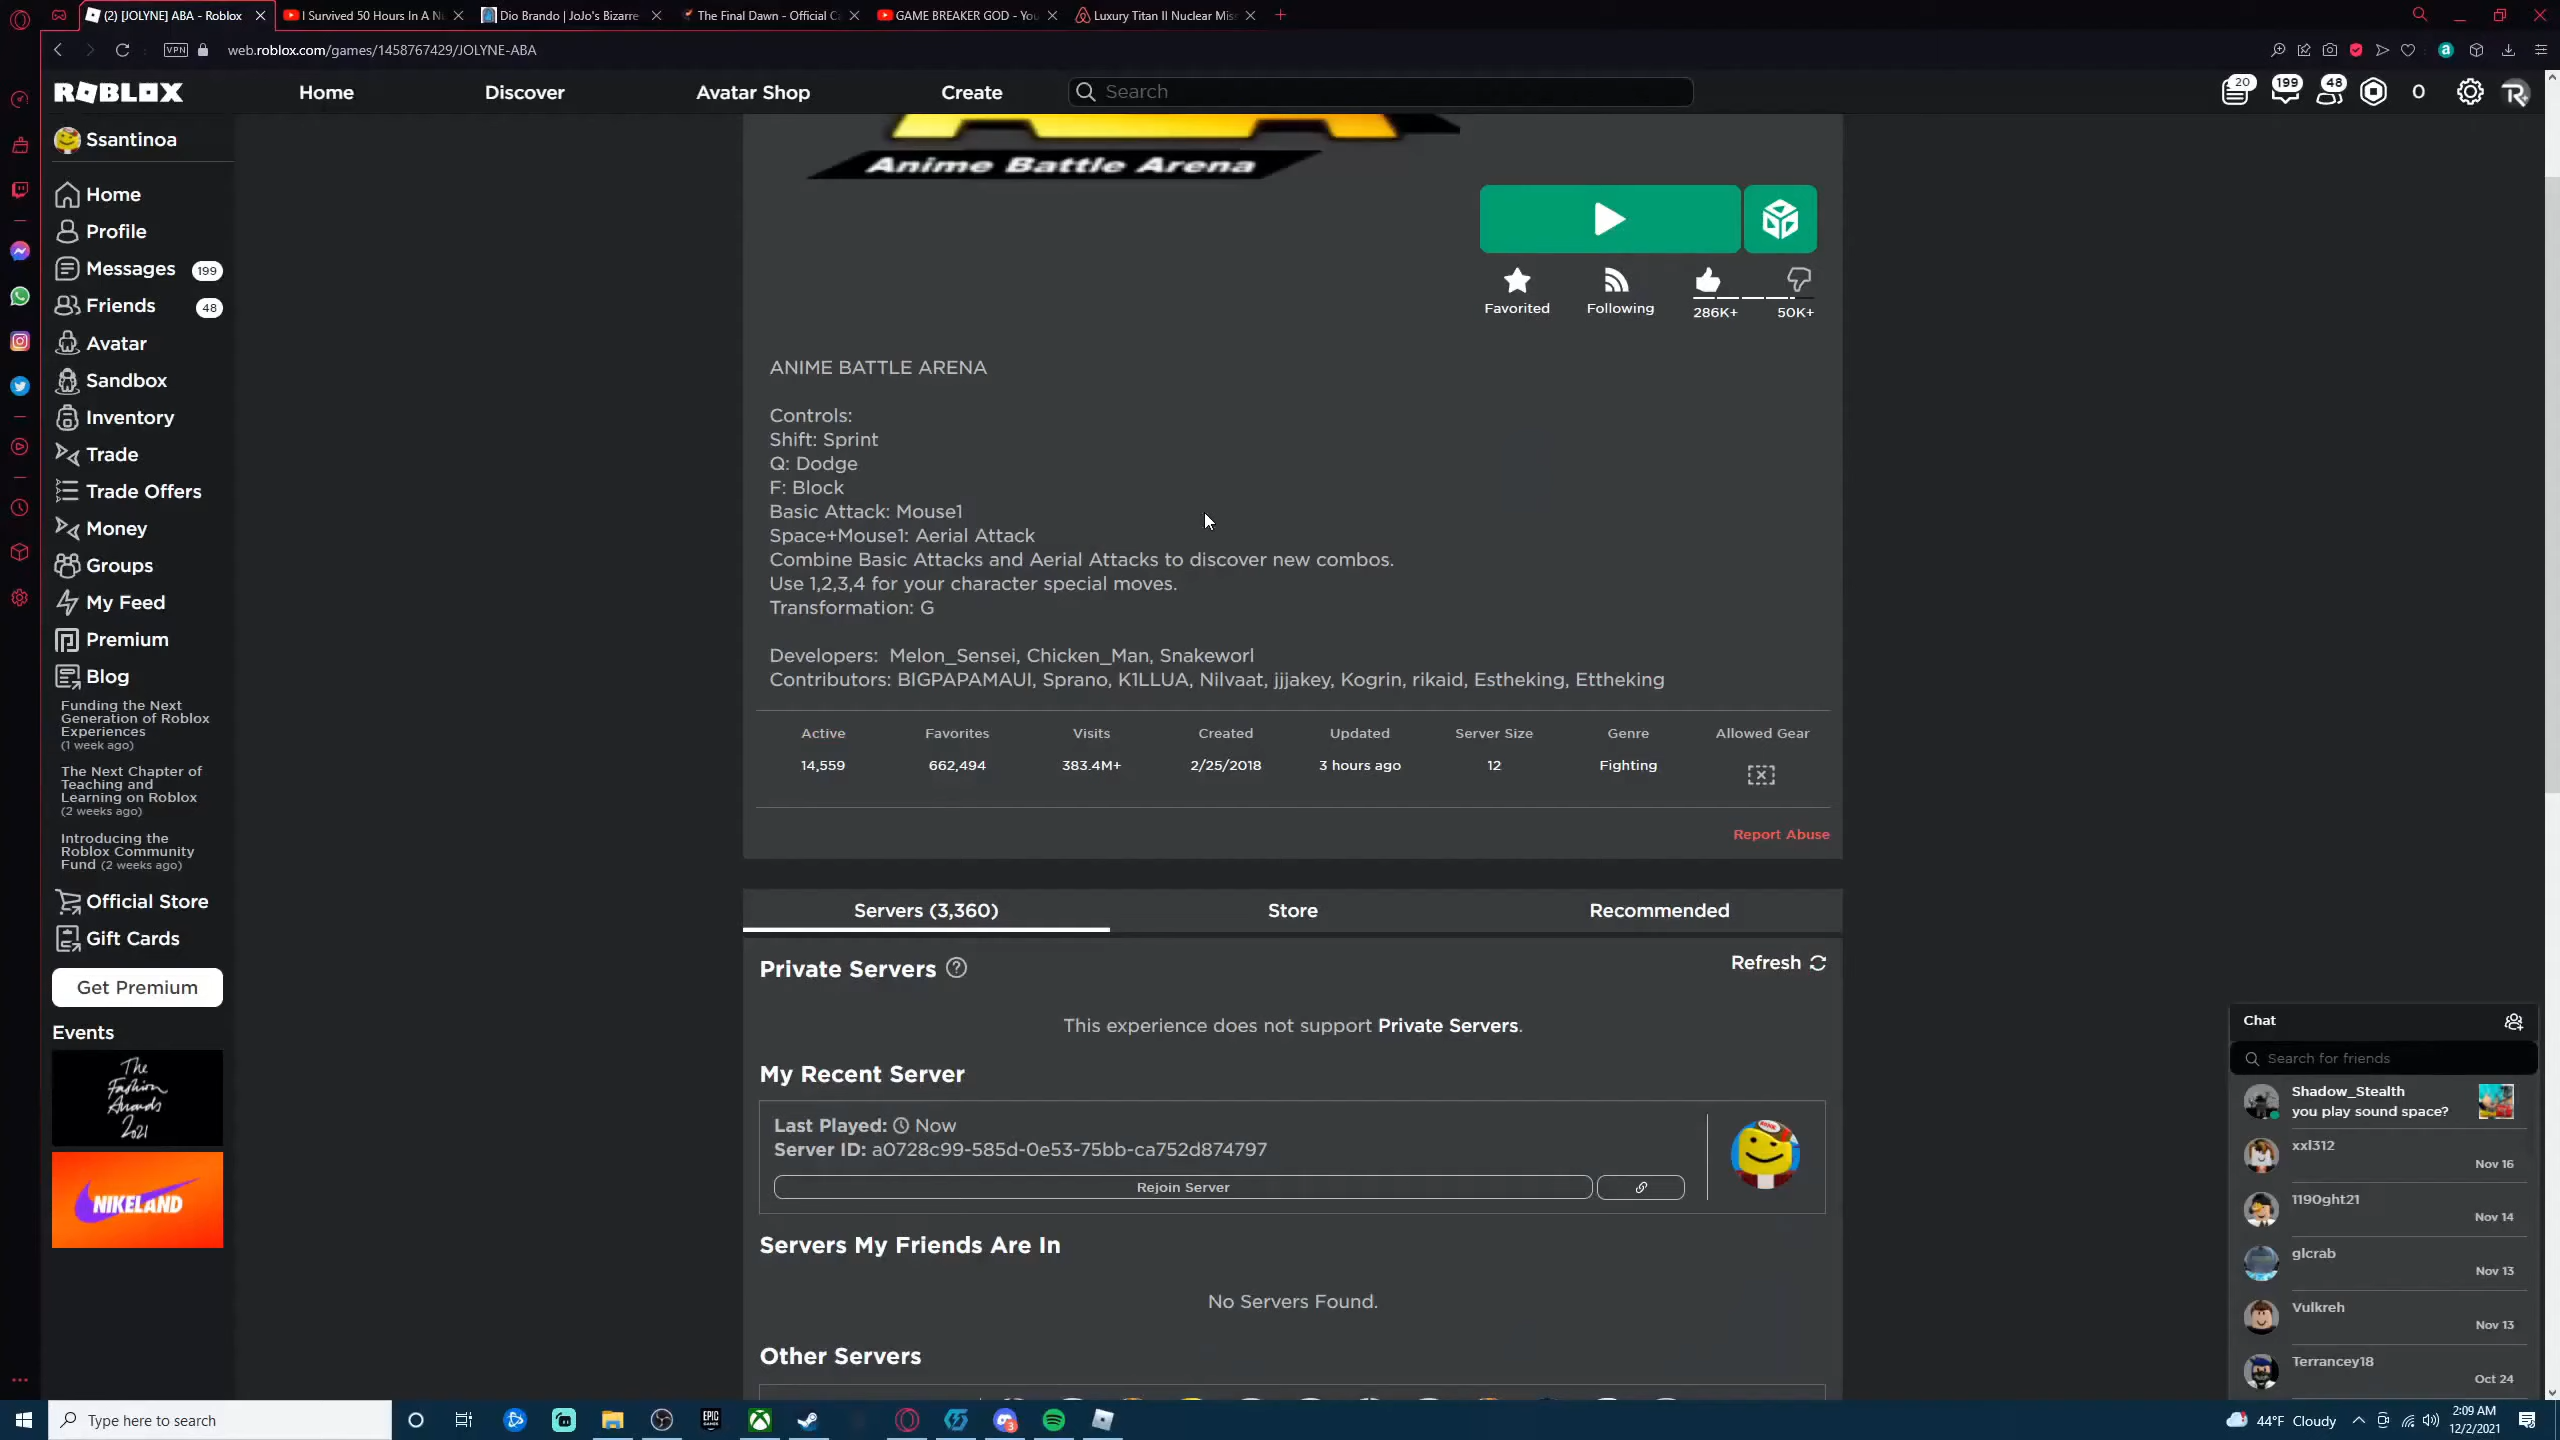 (2) [JOLYNE] ABA - Roblox
I Survived 50 Hours In A N
Dio Brando | JoJo's Bizarre
The Final Dawn - Official C
GAME BREAKER GOD - You
Luxury Titan II Nuclear Mis
VPN
web.roblox.com/games/1458767429/JOLYNE-ABA
ROBLOX
Home
Discover
Avatar Shop
Create
Search
20
199
48
0
Ssantinoa
Home
Profile
Messages 199
Friends 48
Avatar
Sandbox
Inventory
Trade
Trade Offers
Money
Groups
My Feed
Premium
Blog
Funding the Next
Generation of Roblox
Experiences
(1 week ago)
The Next Chapter of
Teaching and
Learning on Roblox
(2 weeks ago)
Introducing the
Roblox Community
Fund (2 weeks ago)
Official Store
Gift Cards
Get Premium
Events
The
Fashion
Awards
2021
NIKELAND
Anime Battle Arena
Favorited
Following
286K+
50K+
ANIME BATTLE ARENA
Controls:
Shift: Sprint
Q: Dodge
F: Block
Basic Attack: Mouse1
Space+Mouse1: Aerial Attack
Combine Basic Attacks and Aerial Attacks to discover new combos.
Use 1,2,3,4 for your character special moves.
Transformation: G
Developers: Melon_Sensei, Chicken_Man, Snakeworl
Contributors: BIGPAPAMAUI, Sprano, K1LLUA, Nilvaat, jjjakey, Kogrin, rikaid, Estheking, Ettheking
Active
Favorites
Visits
Created
Updated
Server Size
Genre
Allowed Gear
14,559
662,494
383.4M+
2/25/2018
3 hours ago
12
Fighting
Report Abuse
Servers (3,360)
Store
Recommended
Private Servers
Refresh
This experience does not support Private Servers.
My Recent Server
Last Played: Now
Server ID: a0728c99-585d-0e53-75bb-ca752d874797
Rejoin Server
Servers My Friends Are In
No Servers Found.
Other Servers
Chat
Search for friends
Shadow_Stealth
you play sound space?
xxl312
Nov 16
1190ght21
Nov 14
glcrab
Nov 13
Vulkreh
Nov 13
Terrancey18
Oct 24
Type here to search
EPIC
GAMES
3
44°F Cloudy
2:09 AM
12/2/2021